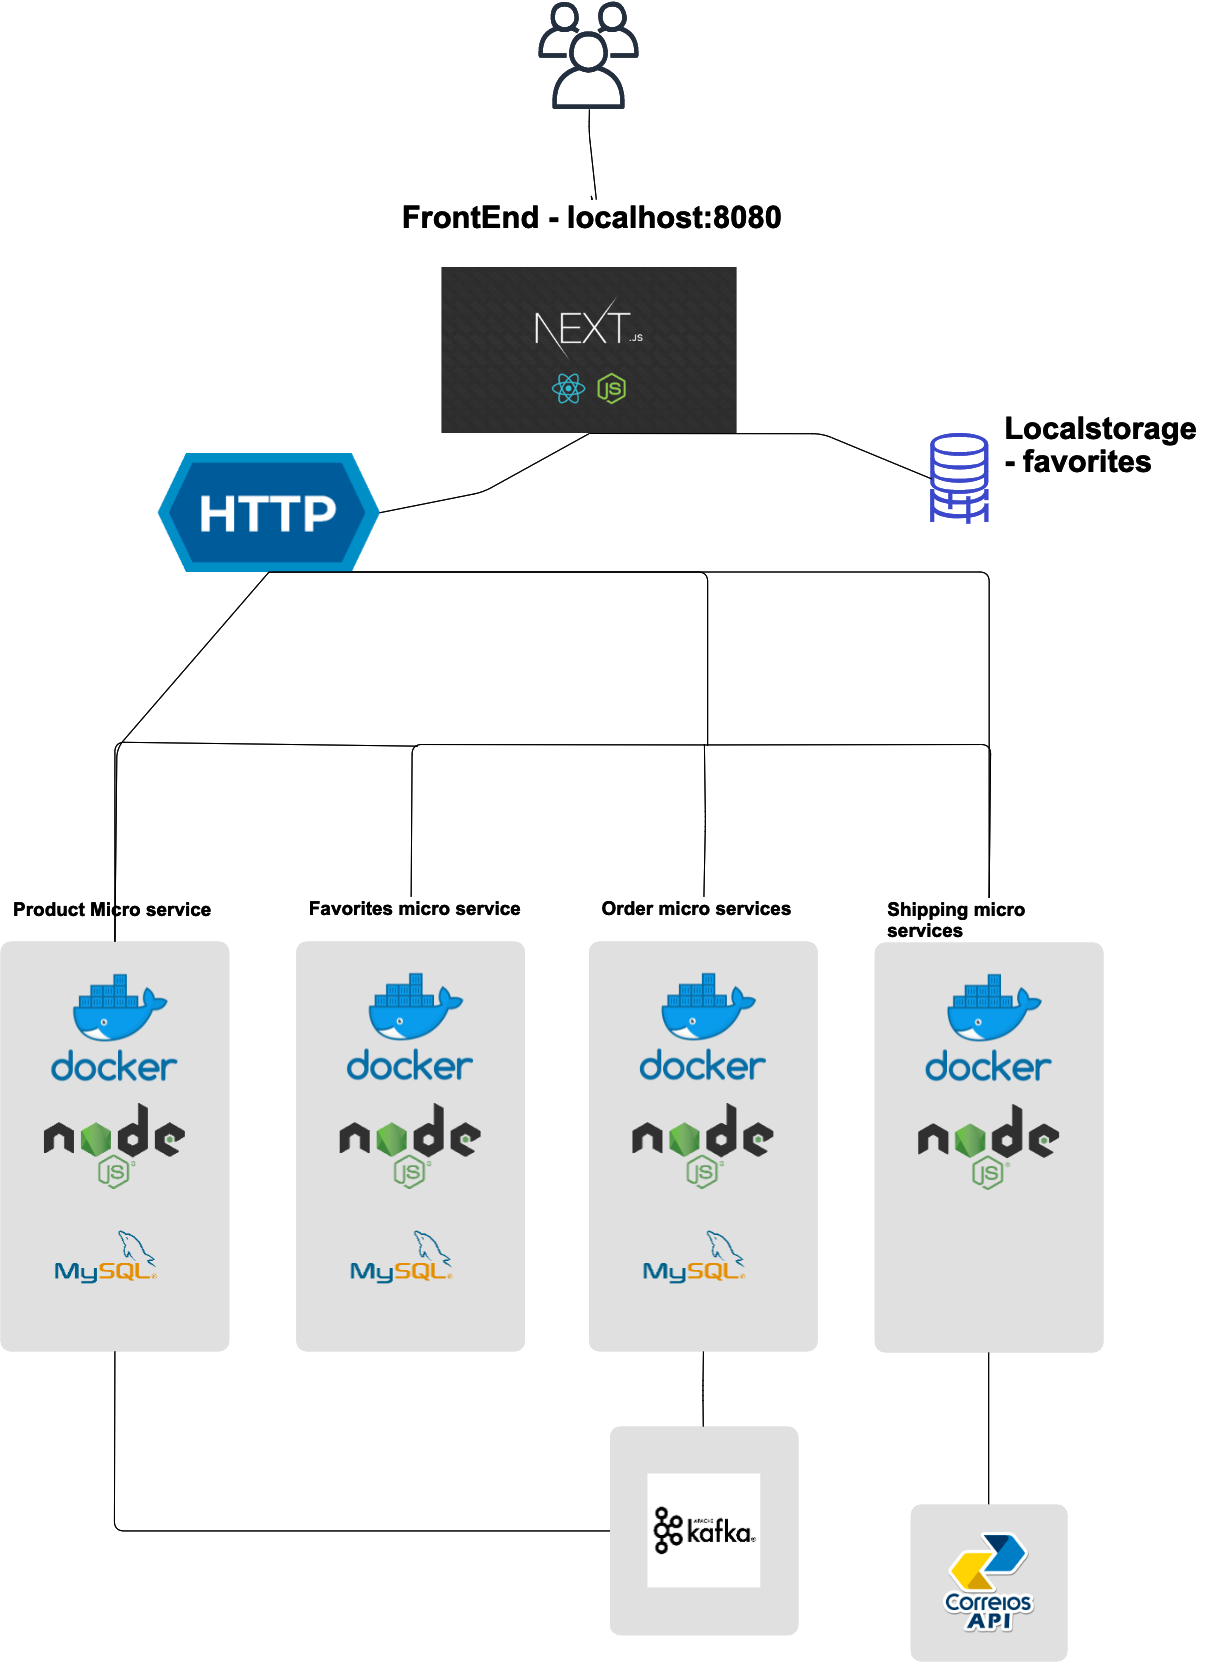 FrontEnd - localhost:8080
NEXT.JS
JS
Localstorage
- favorites
HTTP
Product Micro service
Favorites micro service
Order micro services
Shipping micro
services
docker
docker
docker
docker
node
JS
node
JS
node
JS
node
JS
MySQL
MySQL
MySQL
APACHE
kafka
Correios
API